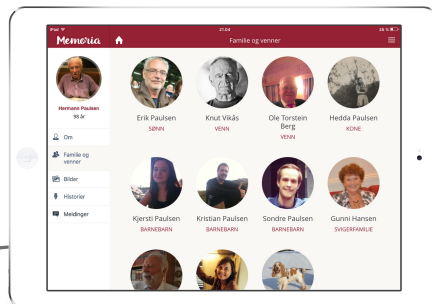 iPad
21.04
38 %
Memoria
Familie og venner
Hermann Paulsen
98 år
Om
Familie og
venner
Bilder
Historier
Meldinger
Erik Paulsen
SØNN
Knut Vikås
VENN
Ole Torstein
Berg
VENN
Hedda Paulsen
KONE
Kjersti Paulsen
BARNEBARN
Kristian Paulsen
BARNEBARN
Sondre Paulsen
BARNEBARN
Gunni Hansen
SVIGERFAMILIE